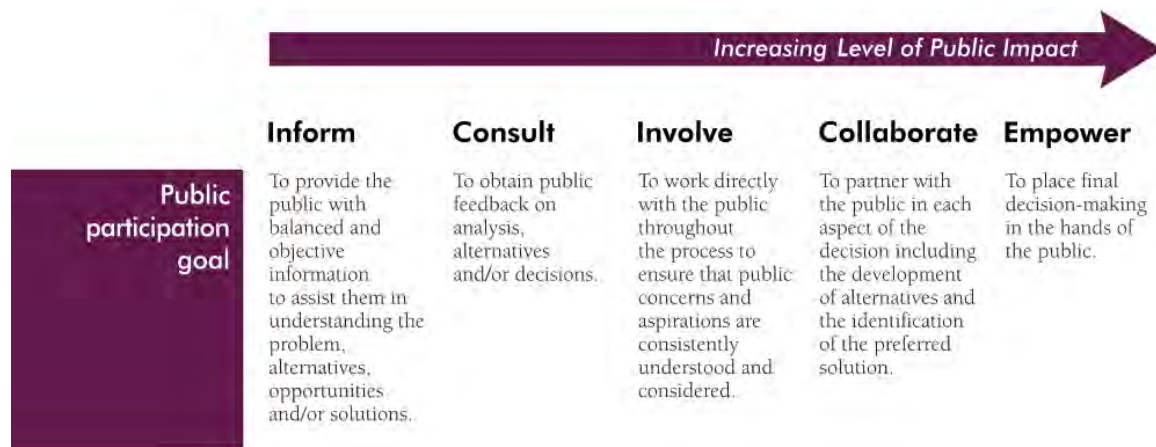 Increasing Level of Public Impact
Inform
Consult
Involve
Collaborate
Empower
Public
participation
goal
To provide the
public with
balanced and
objective
information
to assist them in
understanding the
problem,
alternatives,
opportunities
and/or solutions.
To obtain public
feedback on
analysis,
alternatives
and/or decisions.
To work directly
with the public
throughout
the process to
ensure that public
concerns and
aspirations are
consistently
understood and
considered.
To partner with
the public in each
aspect of the
decision including
the development
of alternatives and
the identification
of the preferred
solution.
To place final
decision-making
in the hands of
the public.